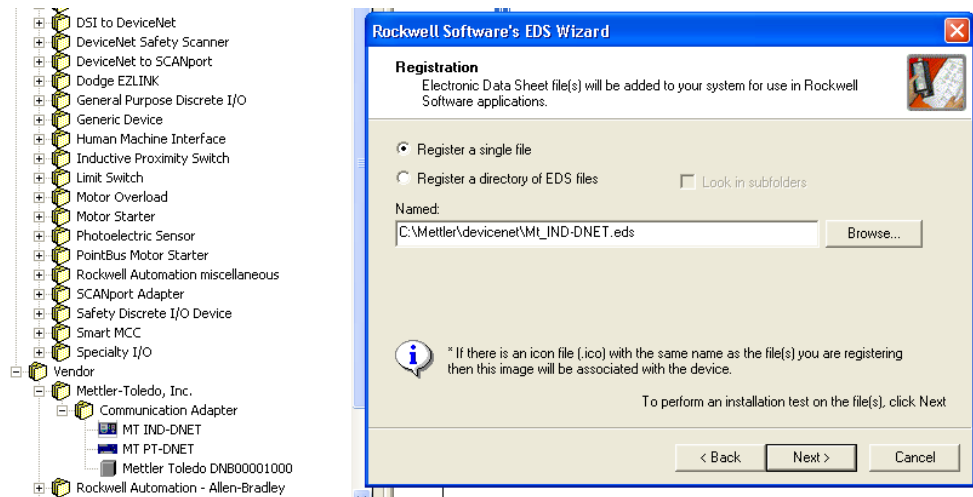 DSI to DeviceNet
DeviceNet Safety Scanner
DeviceNet to SCANport
Dodge EZLINK
General Purpose Discrete I/O
Generic Device
Human Machine Interface
Inductive Proximity Switch
Limit Switch
Motor Overload
Motor Starter
Photoelectric Sensor
PointBus Motor Starter
Rockwell Automation miscellaneous
SCANport Adapter
Safety Discrete I/O Device
Smart MCC
Specialty I/O
Vendor
Mettler-Toledo, Inc.
Communication Adapter
MT IND-DNET
MT PT-DNET
Mettler Toledo DNB00001000
Rockwell Automation - Allen-Bradley
Rockwell Software's EDS Wizard
Registration
Electronic Data Sheet file(s) will be added to your system for use in Rockwell
Software applications.
Register a single file
Register a directory of EDS files
Look in subfolders
Named:
C:\Mettler\devicenet\Mt_IND-DNET.eds
Browse...
* If there is an icon file (.ico) with the same name as the file(s) you are registering
then this image will be associated with the device.
To perform an installation test on the file(s), click Next
< Back
Next >
Cancel